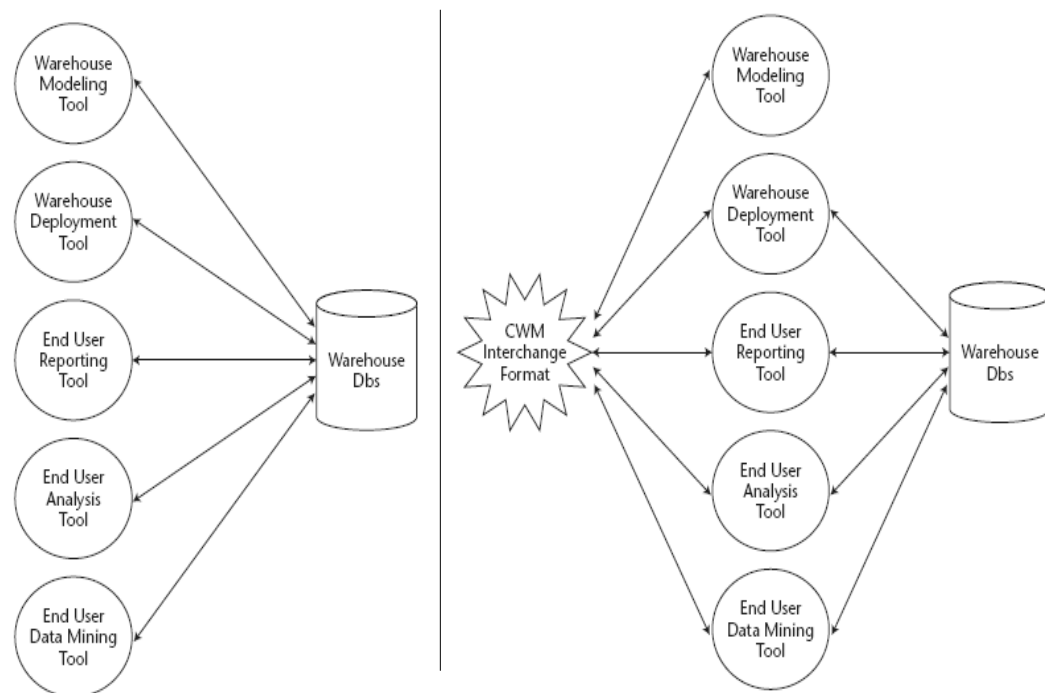 Warehouse
Modeling
Tool
Warehouse
Deployment
Tool
End User
Reporting
Tool
End User
Analysis
Tool
End User
Data Mining
Tool
Warehouse
Dbs
CWM
Interchange
Format
Warehouse
Modeling
Tool
Warehouse
Deployment
Tool
End User
Reporting
Tool
End User
Analysis
Tool
End User
Data Mining
Tool
Warehouse
Dbs